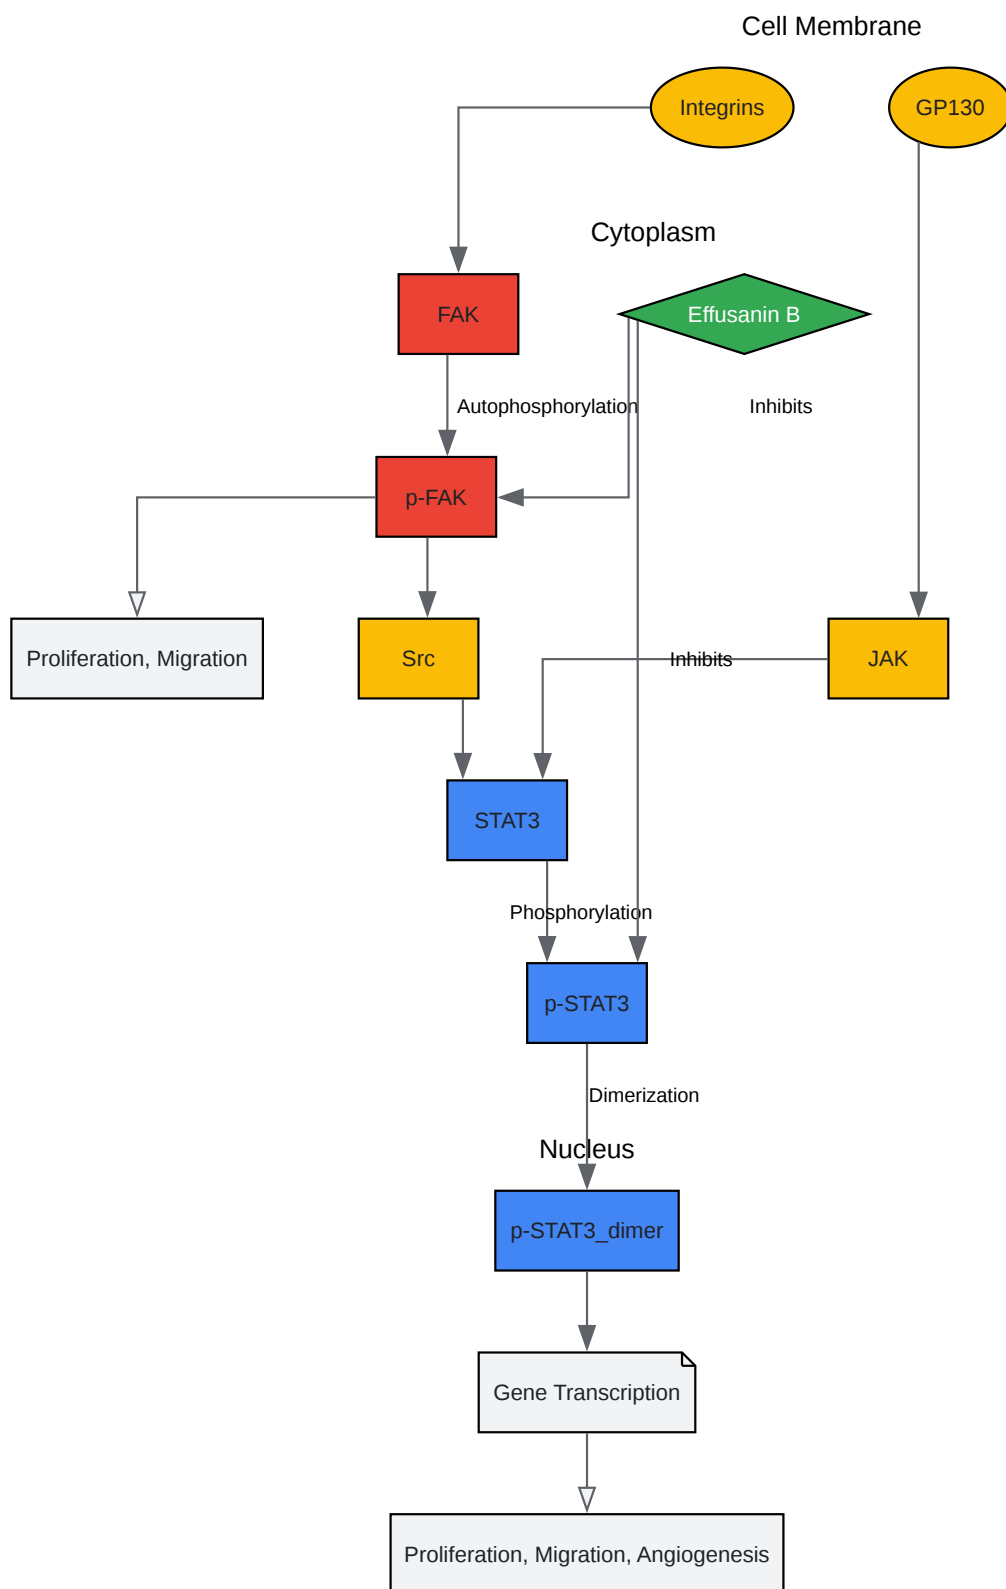 Cell Membrane
Integrins
GP130
Cytoplasm
FAK
Effusanin B
Autophosphorylation
Inhibits
p-FAK
Proliferation, Migration
Src
Inhibits
JAK
STAT3
Phosphorylation
p-STAT3
Dimerization
Nucleus
p-STAT3_dimer
Gene Transcription
Proliferation, Migration, Angiogenesis